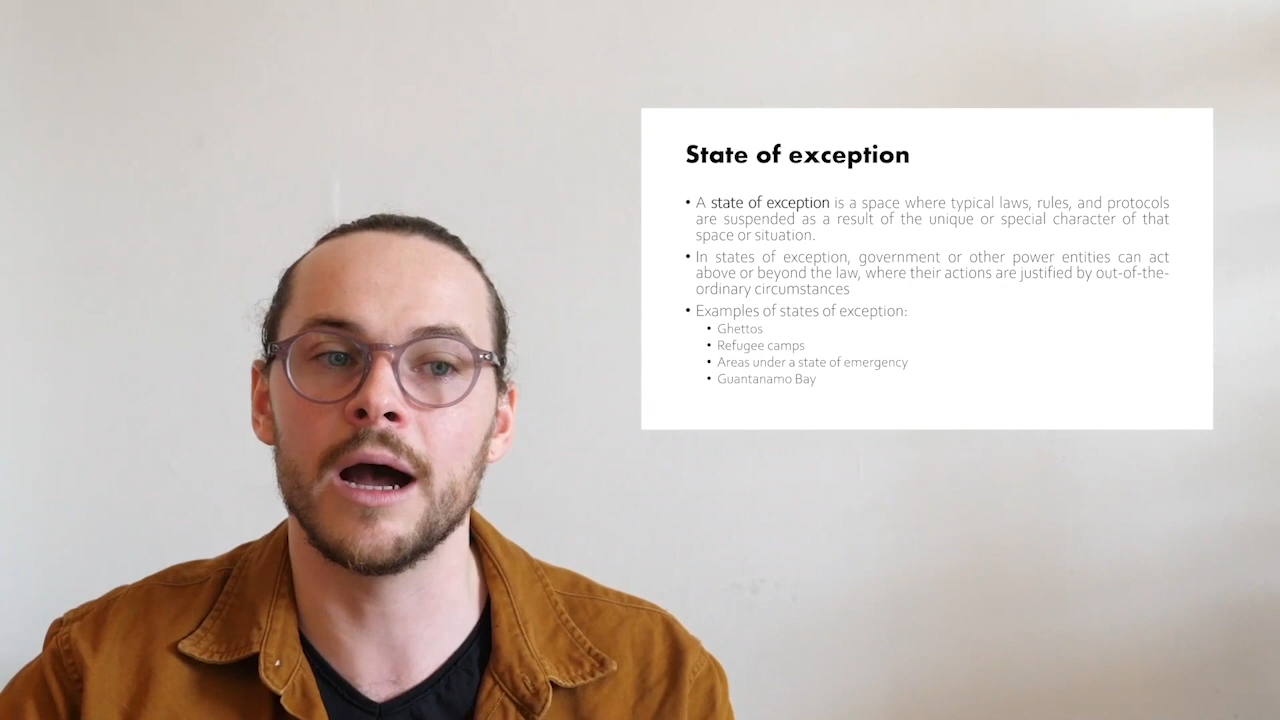 State of exception
• A state of exception is a space where typical laws, rules, and protocols
are suspended as a result of the unique or special character of that
space or situation.
• In states of exception, government or other power entities can act
above or beyond the law, where their actions are justified by out-of-the-
ordinary circumstances
• Examples of states of exception:
• Ghettos
• Refugee camps
• Areas under a state of emergency
• Guantanamo Bay